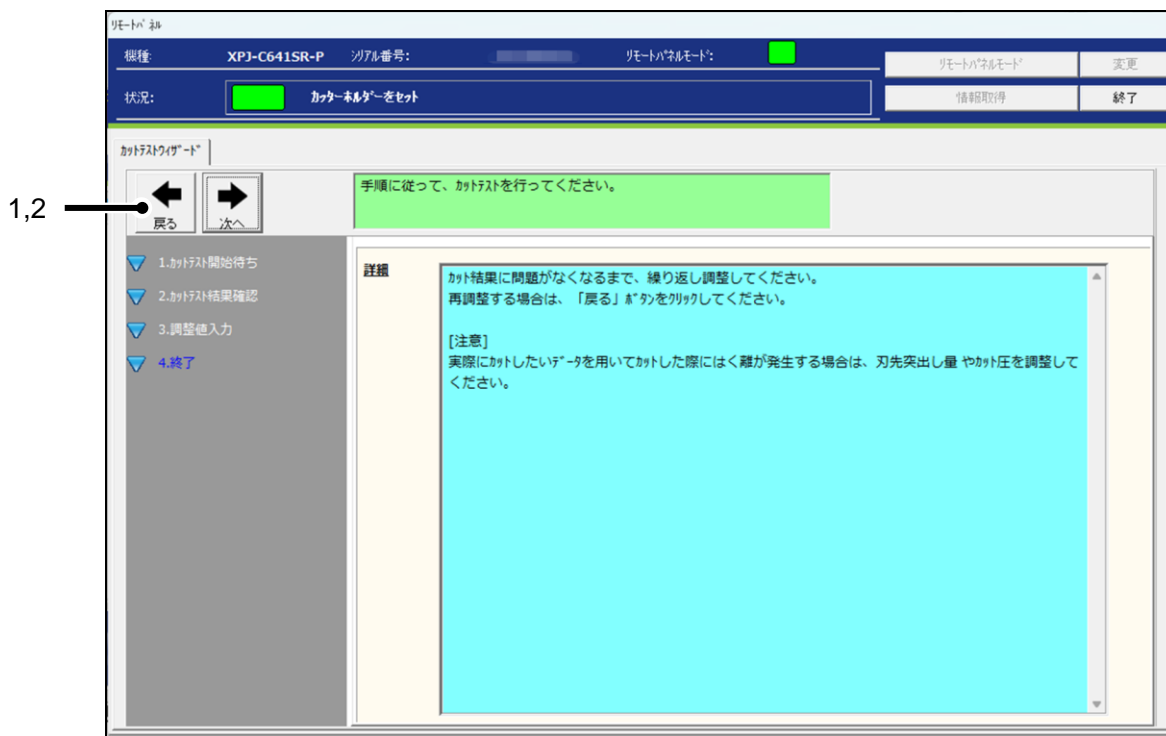 ﾘﾓｰﾄﾊﾟﾈﾙ
機種: XPJ-C641SR-P ｼﾘｱﾙ番号: ﾘﾓｰﾄﾊﾟﾈﾙﾓｰﾄﾞ: ﾘﾓｰﾄﾊﾟﾈﾙﾓｰﾄﾞ 変更
状況: ｶｯﾀｰﾎﾙﾀﾞｰをｾｯﾄ 情報取得 終了
ｶｯﾄﾃｽﾄｳｨｻﾞｰﾄﾞ
1,2
戻る 次へ
手順に従って、ｶｯﾄﾃｽﾄを行ってください。
1.ｶｯﾄﾃｽﾄ開始待ち
2.ｶｯﾄﾃｽﾄ結果確認
3.調整値入力
4.終了
詳細
ｶｯﾄ結果に問題がなくなるまで、繰り返し調整してください。
再調整する場合は、「戻る」ﾎﾞﾀﾝをｸﾘｯｸしてください。
[注意]
実際にｶｯﾄしたいﾃﾞｰﾀを用いてｶｯﾄした際にはく離が発生する場合は、刃先突出し量 やｶｯﾄ圧を調整して
ください。